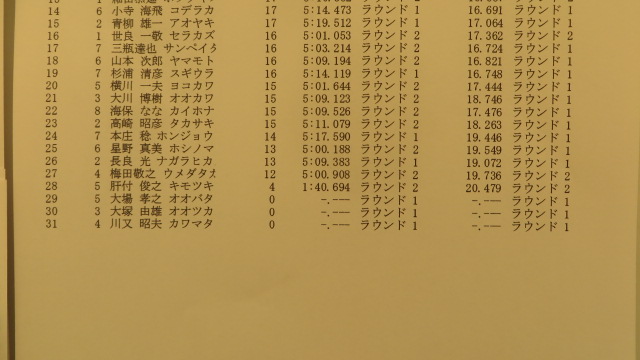 14 6 小寺 海飛 コデラカ 17 5:14.473 ラウンド 1 16.691 ラウンド 1
15 2 青柳 雄一 アオヤキ 17 5:19.512 ラウンド 1 17.064 ラウンド 1
16 1 世良 一敬 セラカズ 16 5:01.053 ラウンド 2 17.362 ラウンド 2
17 7 三瓶達也 サンペイタ 16 5:03.214 ラウンド 2 16.724 ラウンド 1
18 6 山本 次郎 ヤマモト 16 5:09.194 ラウンド 2 16.821 ラウンド 1
19 7 杉浦 清彦 スギウラ 16 5:14.119 ラウンド 1 16.748 ラウンド 1
20 5 横川 一夫 ヨコカワ 15 5:01.644 ラウンド 2 17.444 ラウンド 1
21 3 大川 博樹 オオカワ 15 5:09.123 ラウンド 2 18.746 ラウンド 1
22 8 海保 なな カイホナ 15 5:09.526 ラウンド 2 17.476 ラウンド 1
23 2 高崎 昭彦 タカサキ 15 5:11.079 ラウンド 2 18.263 ラウンド 1
24 7 本庄 稔 ホンジョウ 14 5:17.590 ラウンド 1 19.446 ラウンド 1
25 6 星野 真美 ホシノマ 13 5:00.188 ラウンド 2 19.549 ラウンド 1
26 2 長良 光 ナガラヒカ 13 5:09.383 ラウンド 1 19.072 ラウンド 1
27 4 梅田敬之 ウメダタカ 12 5:00.908 ラウンド 2 19.736 ラウンド 2
28 5 肝付 俊之 キモツキ 4 1:40.694 ラウンド 2 20.479 ラウンド 2
29 5 大場 孝之 オオバタ 0 -.--- ラウンド 1 -.--- ラウンド 1
30 3 大塚 由雄 オオツカ 0 -.--- ラウンド 1 -.--- ラウンド 1
31 4 川又 昭夫 カワマタ 0 -.--- ラウンド 1 -.--- ラウンド 1